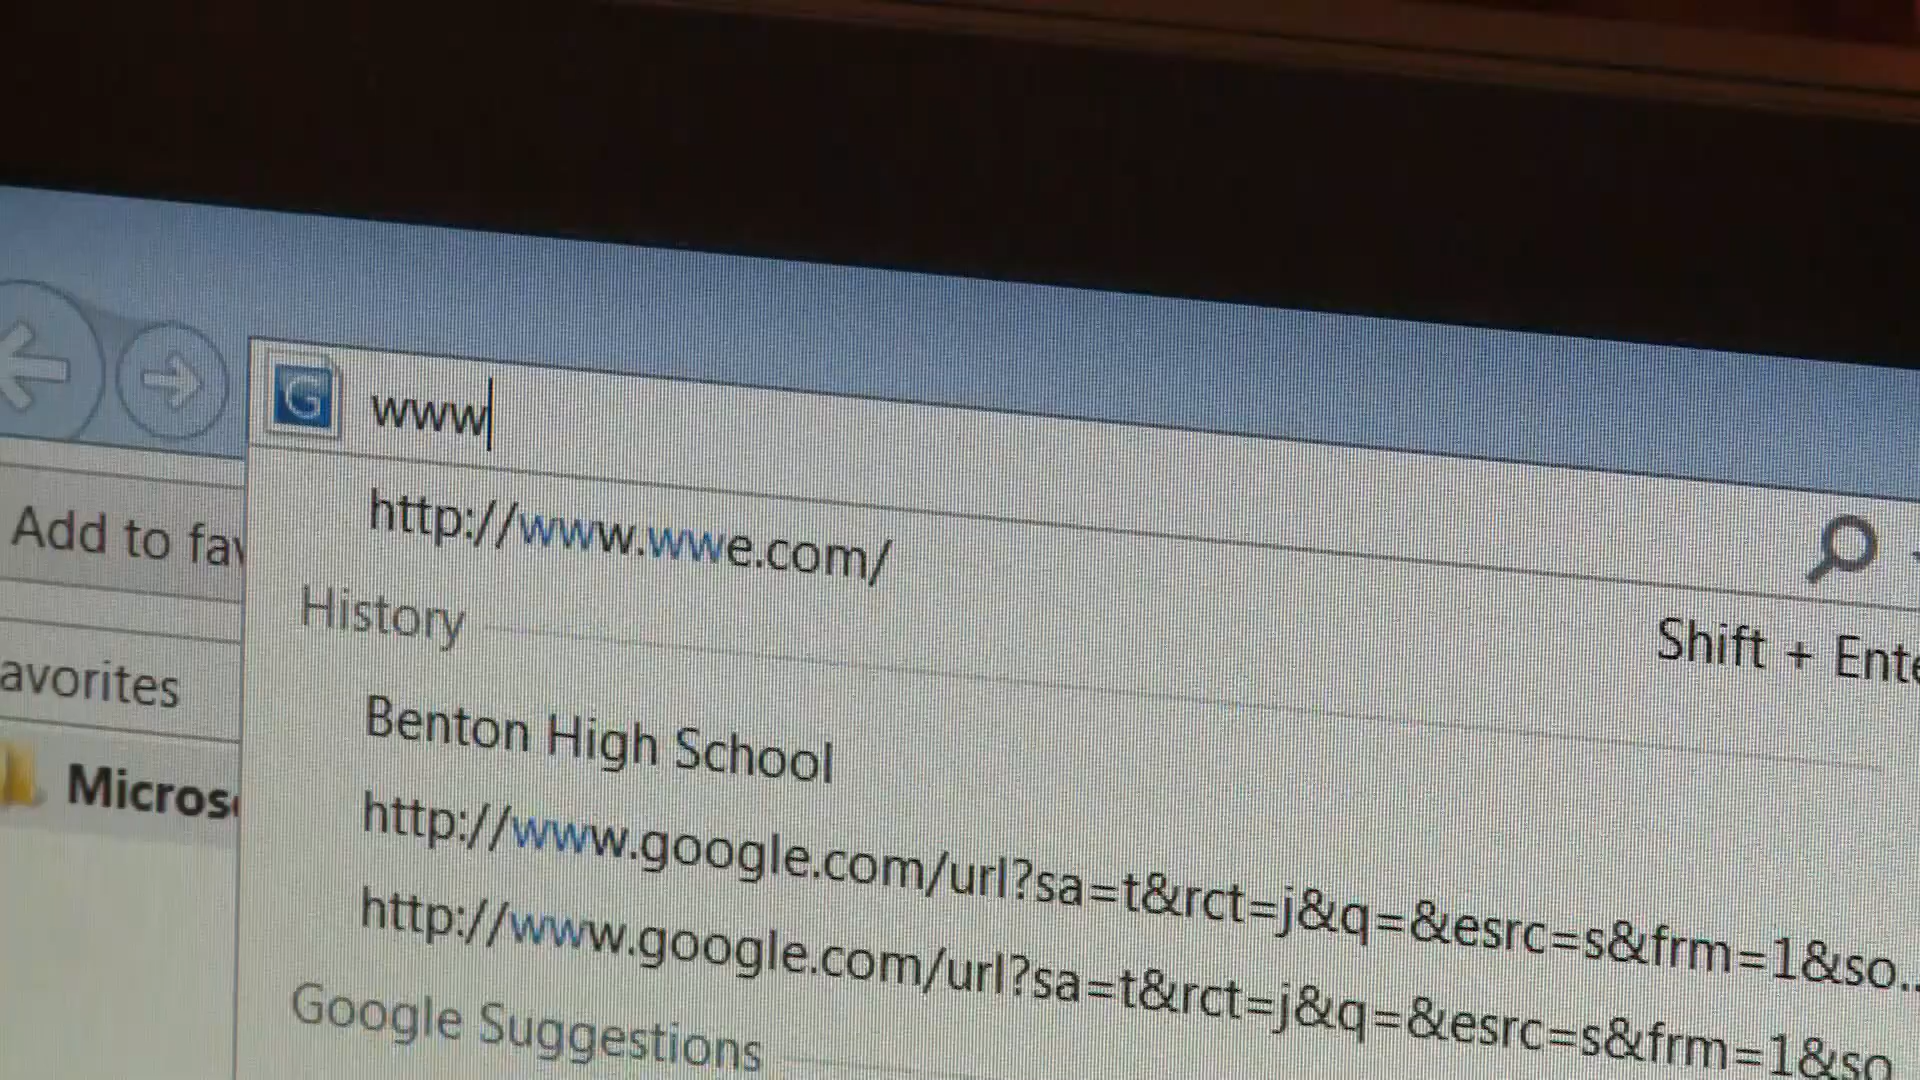 G www
http://www.wwe.com/
Shift + Ente
Add to fav
History
avorites
Benton High School
Micros
http://www.google.com/url?sa=t&rct=j&q=&esrc=s&frm=1&so...
http://www.google.com/url?sa=t&rct=j&q=&esrc=s&frm=1&so
Google Suggestions